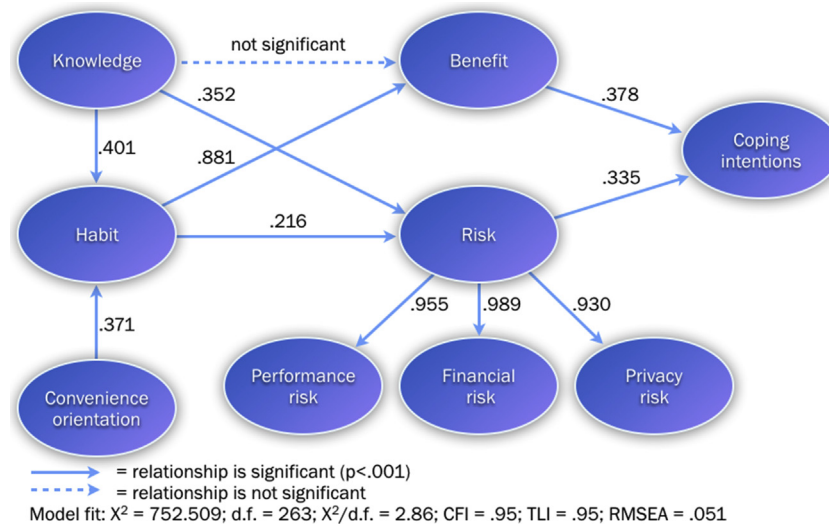 not significant
Knowledge
Benefit
.352
.378
.401
.881
Coping
intentions
.335
Habit
.216
Risk
.955
.989
.930
.371
Performance
risk
Financial
risk
Privacy
risk
Convenience
orientation
= relationship is significant (p<.001)
= relationship is not significant
Model fit: X² = 752.509; d.f. = 263; X²/d.f. = 2.86; CFI = .95; TLI = .95; RMSEA = .051